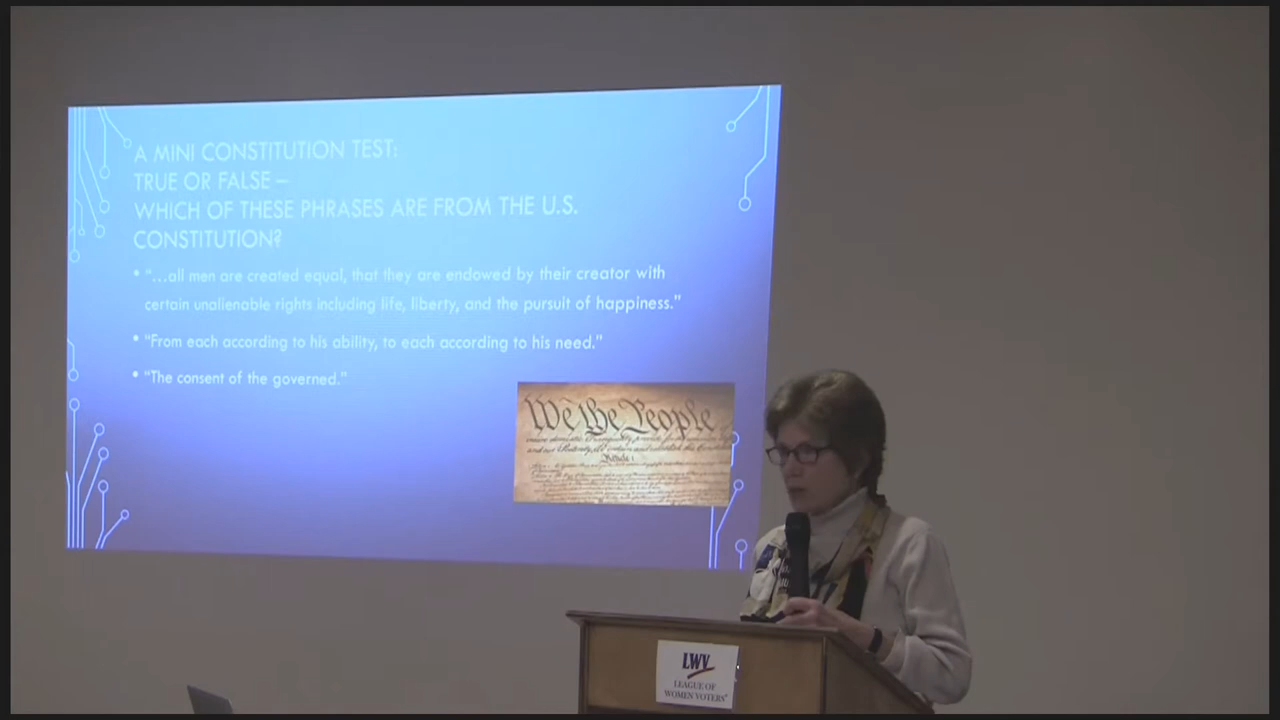 A MINI CONSTITUTION TEST:
TRUE OR FALSE –
WHICH OF THESE PHRASES ARE FROM THE U.S.
CONSTITUTION?
• "...all men are created equal, that they are endowed by their creator with
certain unalienable rights including life, liberty, and the pursuit of happiness."
• "From each according to his ability, to each according to his need."
• "The consent of the governed."
We the People
LWV
LEAGUE OF
WOMEN VOTERS®